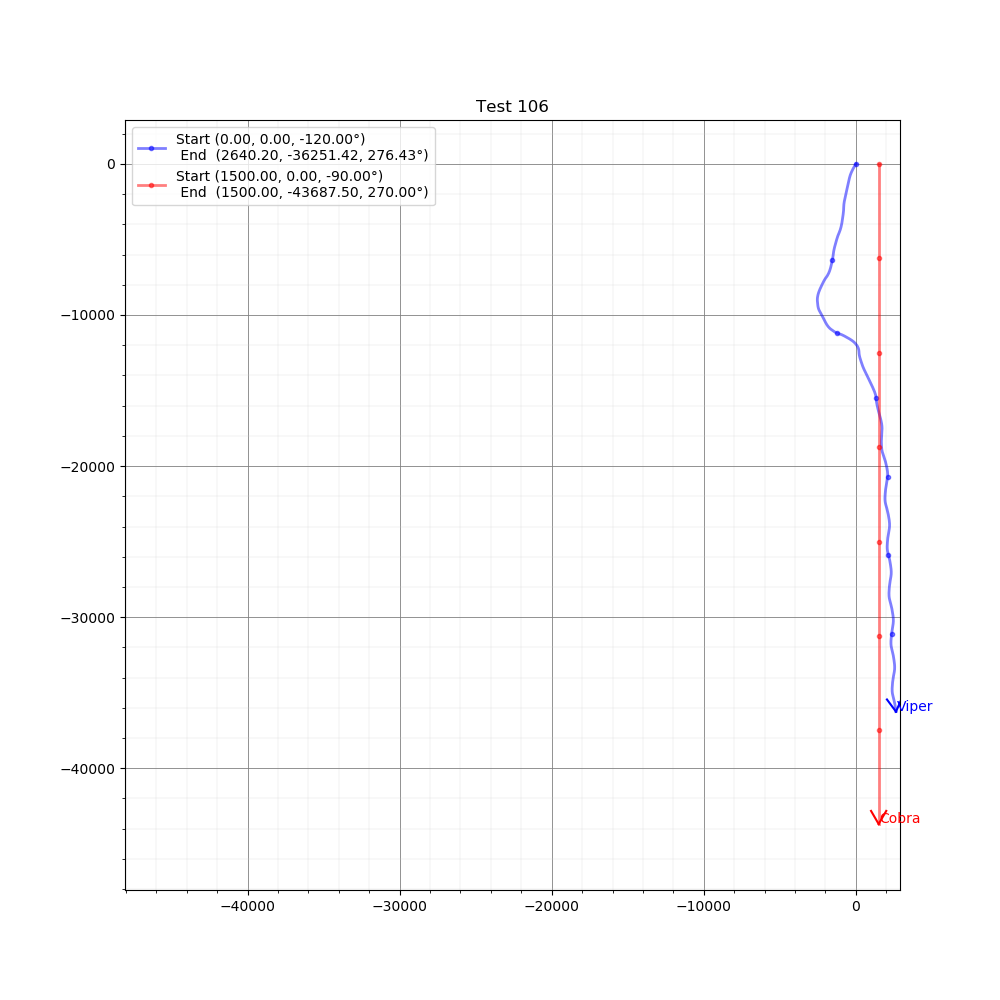 Test 106
Start (0.00, 0.00, -120.00°)
End (2640.20, -36251.42, 276.43°)
Start (1500.00, 0.00, -90.00°)
End (1500.00, -43687.50, 270.00°)
0
−10000
−20000
−30000
−40000
Viper
Cobra
−40000
−30000
−20000
−10000
0